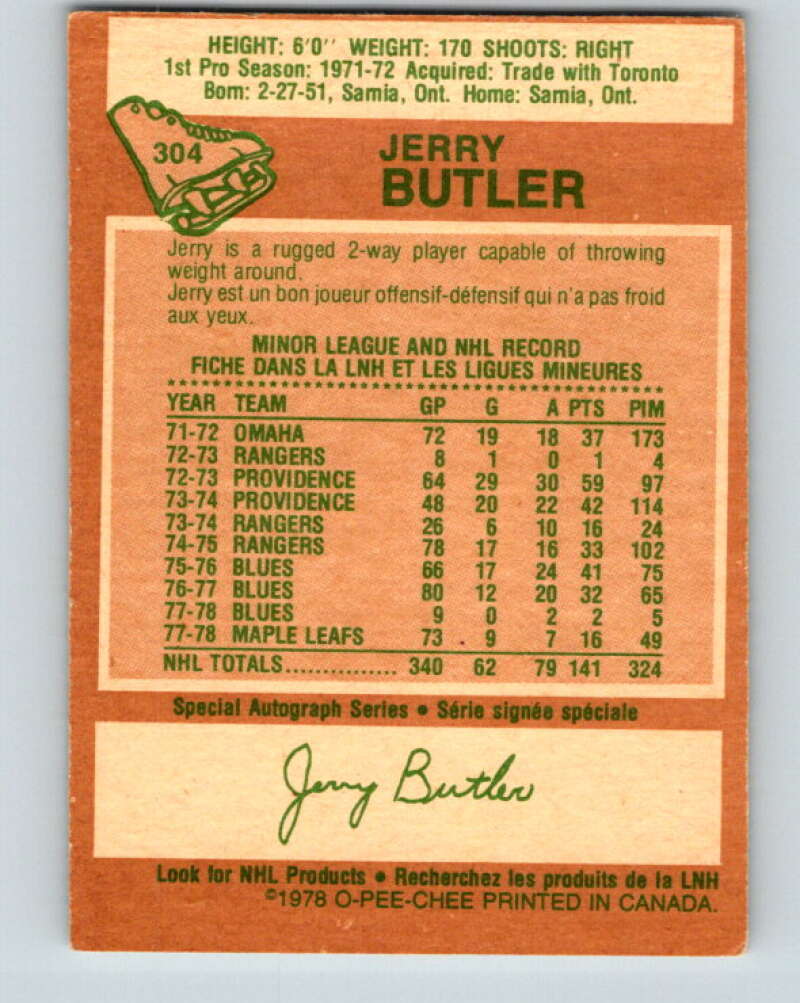 HEIGHT: 6'0'' WEIGHT: 170 SHOOTS: RIGHT
1st Pro Season: 1971-72 Acquired: Trade with Toronto
Born: 2-27-51, Sarnia, Ont. Home: Sarnia, Ont.
304
JERRY
BUTLER
Jerry is a rugged 2-way player capable of throwing
weight around.
Jerry est un bon joueur offensif-défensif qui n'a pas froid
aux yeux.
MINOR LEAGUE AND NHL RECORD
FICHE DANS LA LNH ET LES LIGUES MINEURES
YEAR TEAM GP G A PTS PIM
71-72 OMAHA 72 19 18 37 173
72-73 RANGERS 8 1 0 1 4
72-73 PROVIDENCE 64 29 30 59 97
73-74 PROVIDENCE 48 20 22 42 114
73-74 RANGERS 26 6 10 16 24
74-75 RANGERS 78 17 16 33 102
75-76 BLUES 66 17 24 41 75
76-77 BLUES 80 12 20 32 65
77-78 BLUES 9 0 2 2 5
77-78 MAPLE LEAFS 73 9 7 16 49
NHL TOTALS............... 340 62 79 141 324
Special Autograph Series • Série signée spéciale
Jerry Butler
Look for NHL Products • Recherchez les produits de la LNH
©1978 O-PEE-CHEE PRINTED IN CANADA.